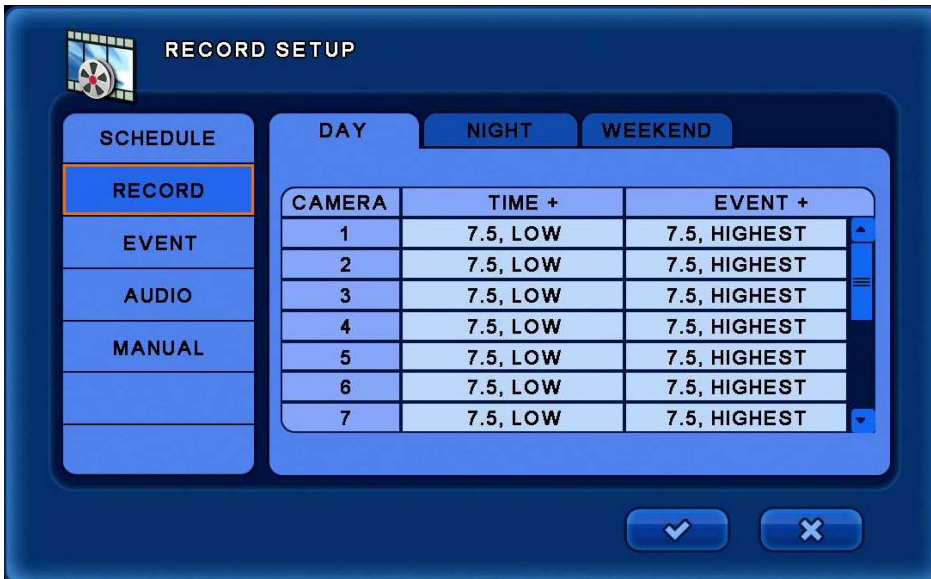 RECORD SETUP
SCHEDULE
RECORD
EVENT
AUDIO
MANUAL
DAY NIGHT WEEKEND
CAMERA TIME + EVENT +
1 7.5, LOW 7.5, HIGHEST
2 7.5, LOW 7.5, HIGHEST
3 7.5, LOW 7.5, HIGHEST
4 7.5, LOW 7.5, HIGHEST
5 7.5, LOW 7.5, HIGHEST
6 7.5, LOW 7.5, HIGHEST
7 7.5, LOW 7.5, HIGHEST